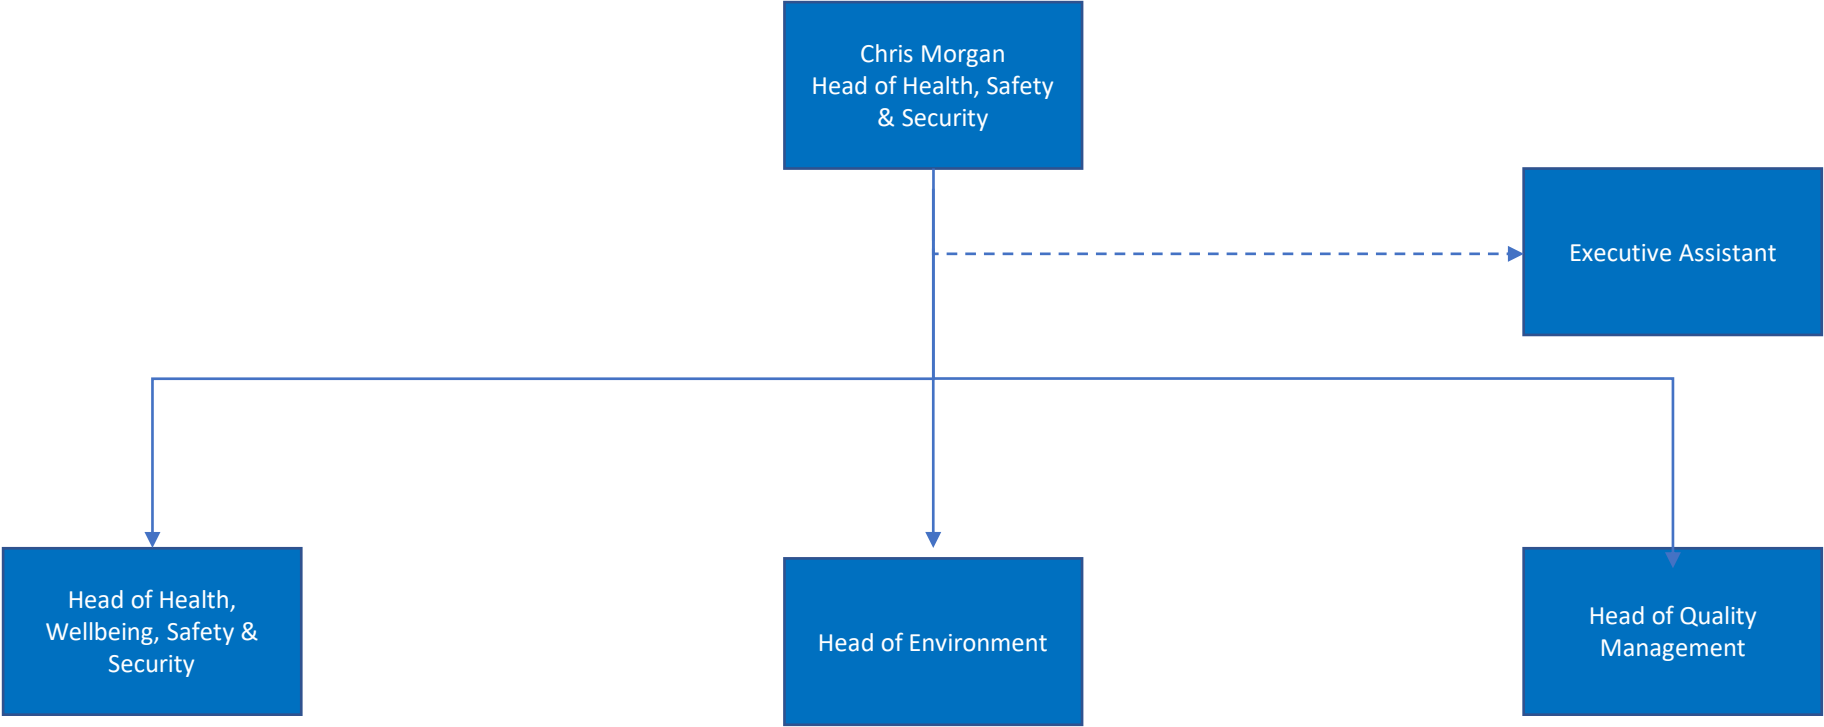 Chris Morgan
Head of Health, Safety
& Security
Executive Assistant
Head of Health,
Wellbeing, Safety &
Security
Head of Environment
Head of Quality
Management